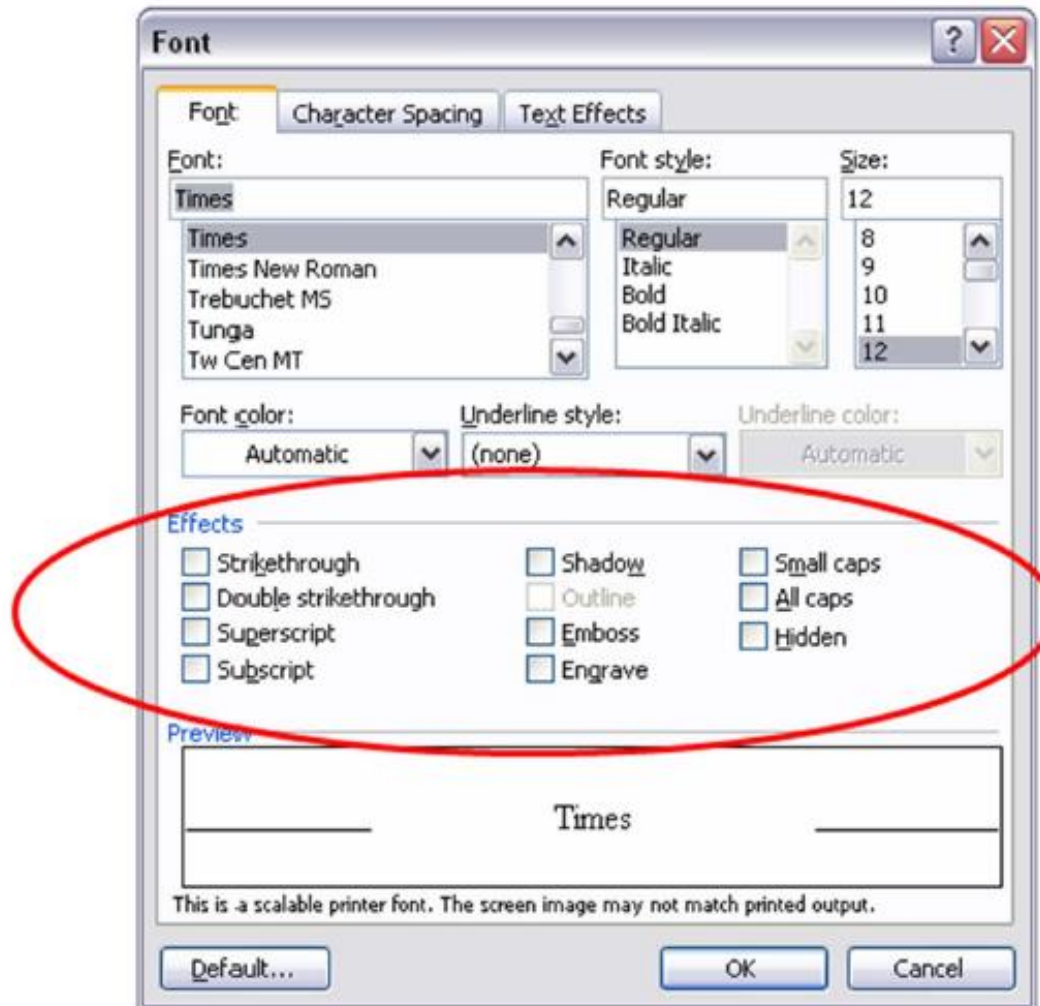 Font
Font Character Spacing Text Effects
Font: Font style: Size:
Times Regular 12
Times Regular 8
Times New Roman Italic 9
Trebuchet MS Bold 10
Tunga Bold Italic 11
Tw Cen MT 12
Font color: Underline style: Underline color:
Automatic (none) Automatic
Effects
Strikethrough Shadow Small caps
Double strikethrough Outline All caps
Superscript Emboss Hidden
Subscript Engrave
Preview
Times
This is a scalable printer font. The screen image may not match printed output.
Default... OK Cancel